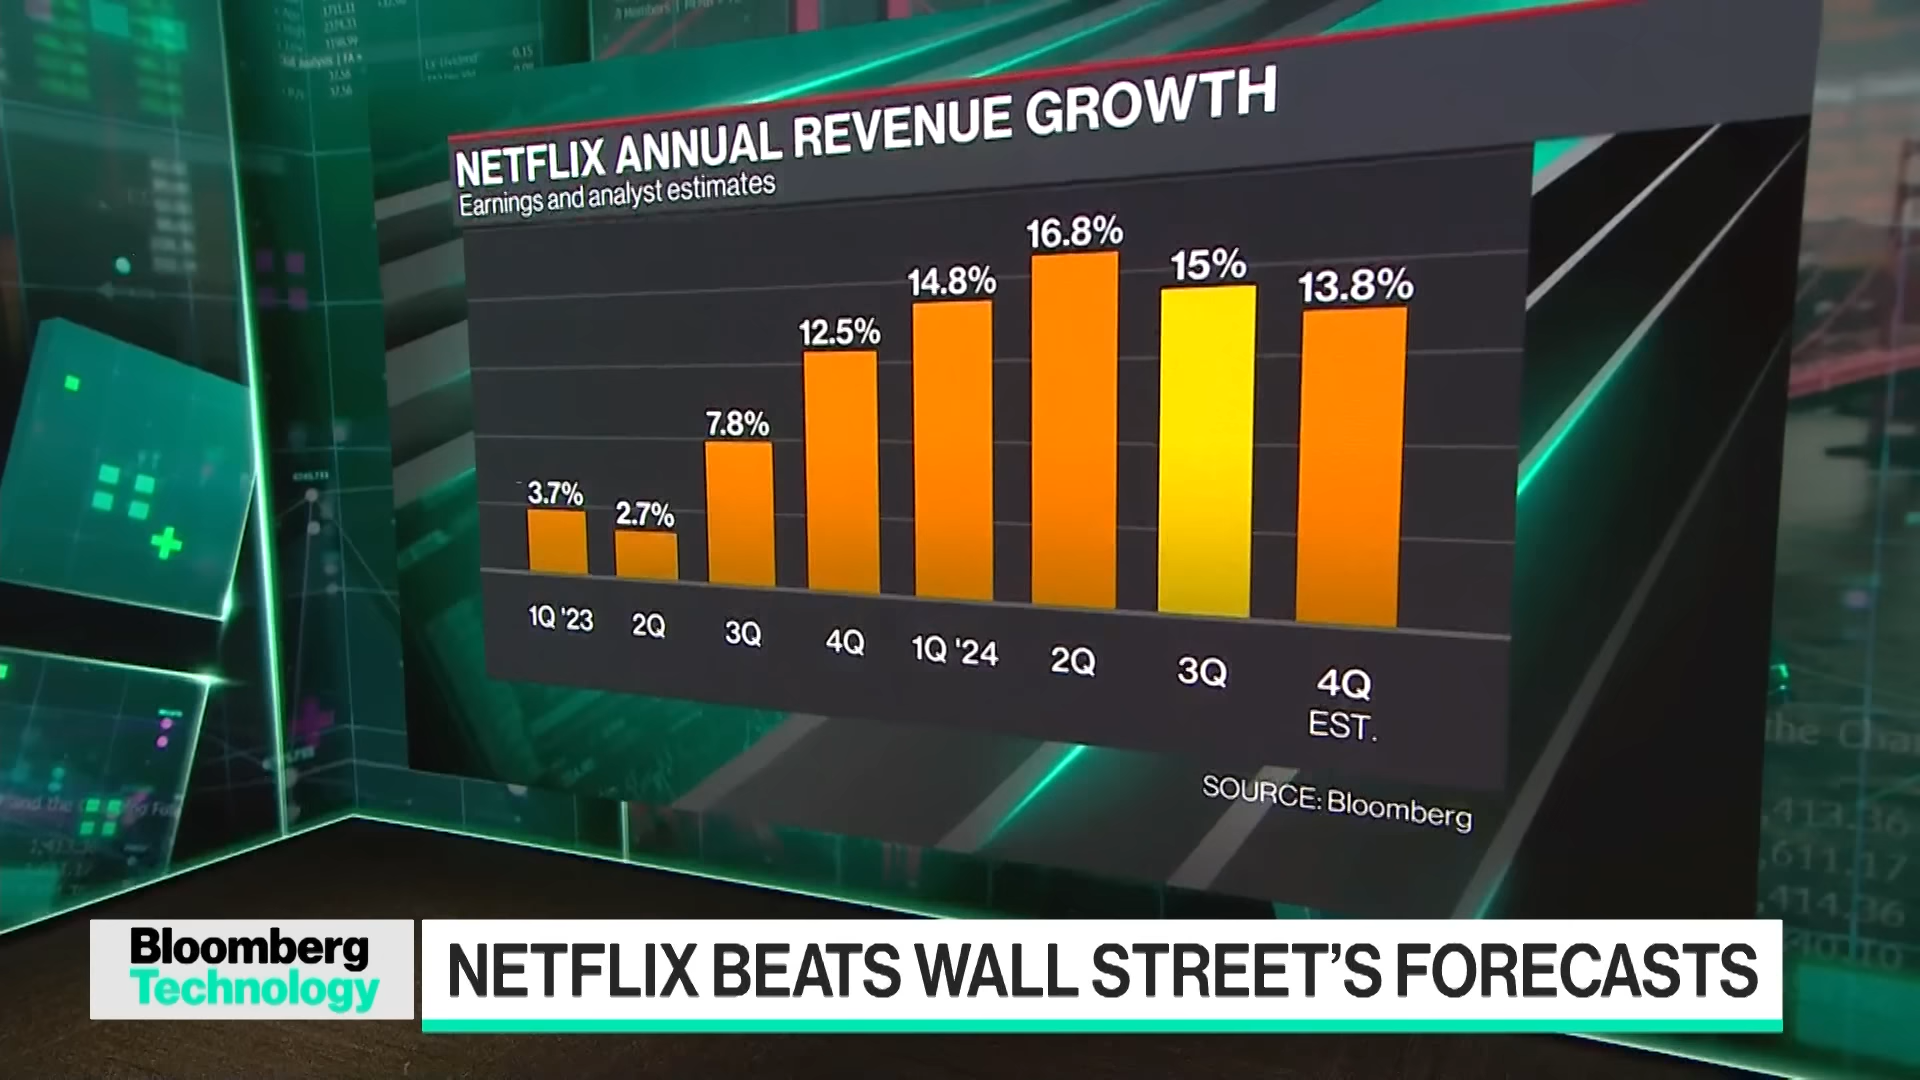 NETFLIX ANNUAL REVENUE GROWTH
Earnings and analyst estimates
3.7%
2.7%
7.8%
12.5%
14.8%
16.8%
15%
13.8%
1Q '23
2Q
3Q
4Q
1Q '24
2Q
3Q
4Q
EST.
SOURCE: Bloomberg
Bloomberg
Technology
NETFLIX BEATS WALL STREET'S FORECASTS